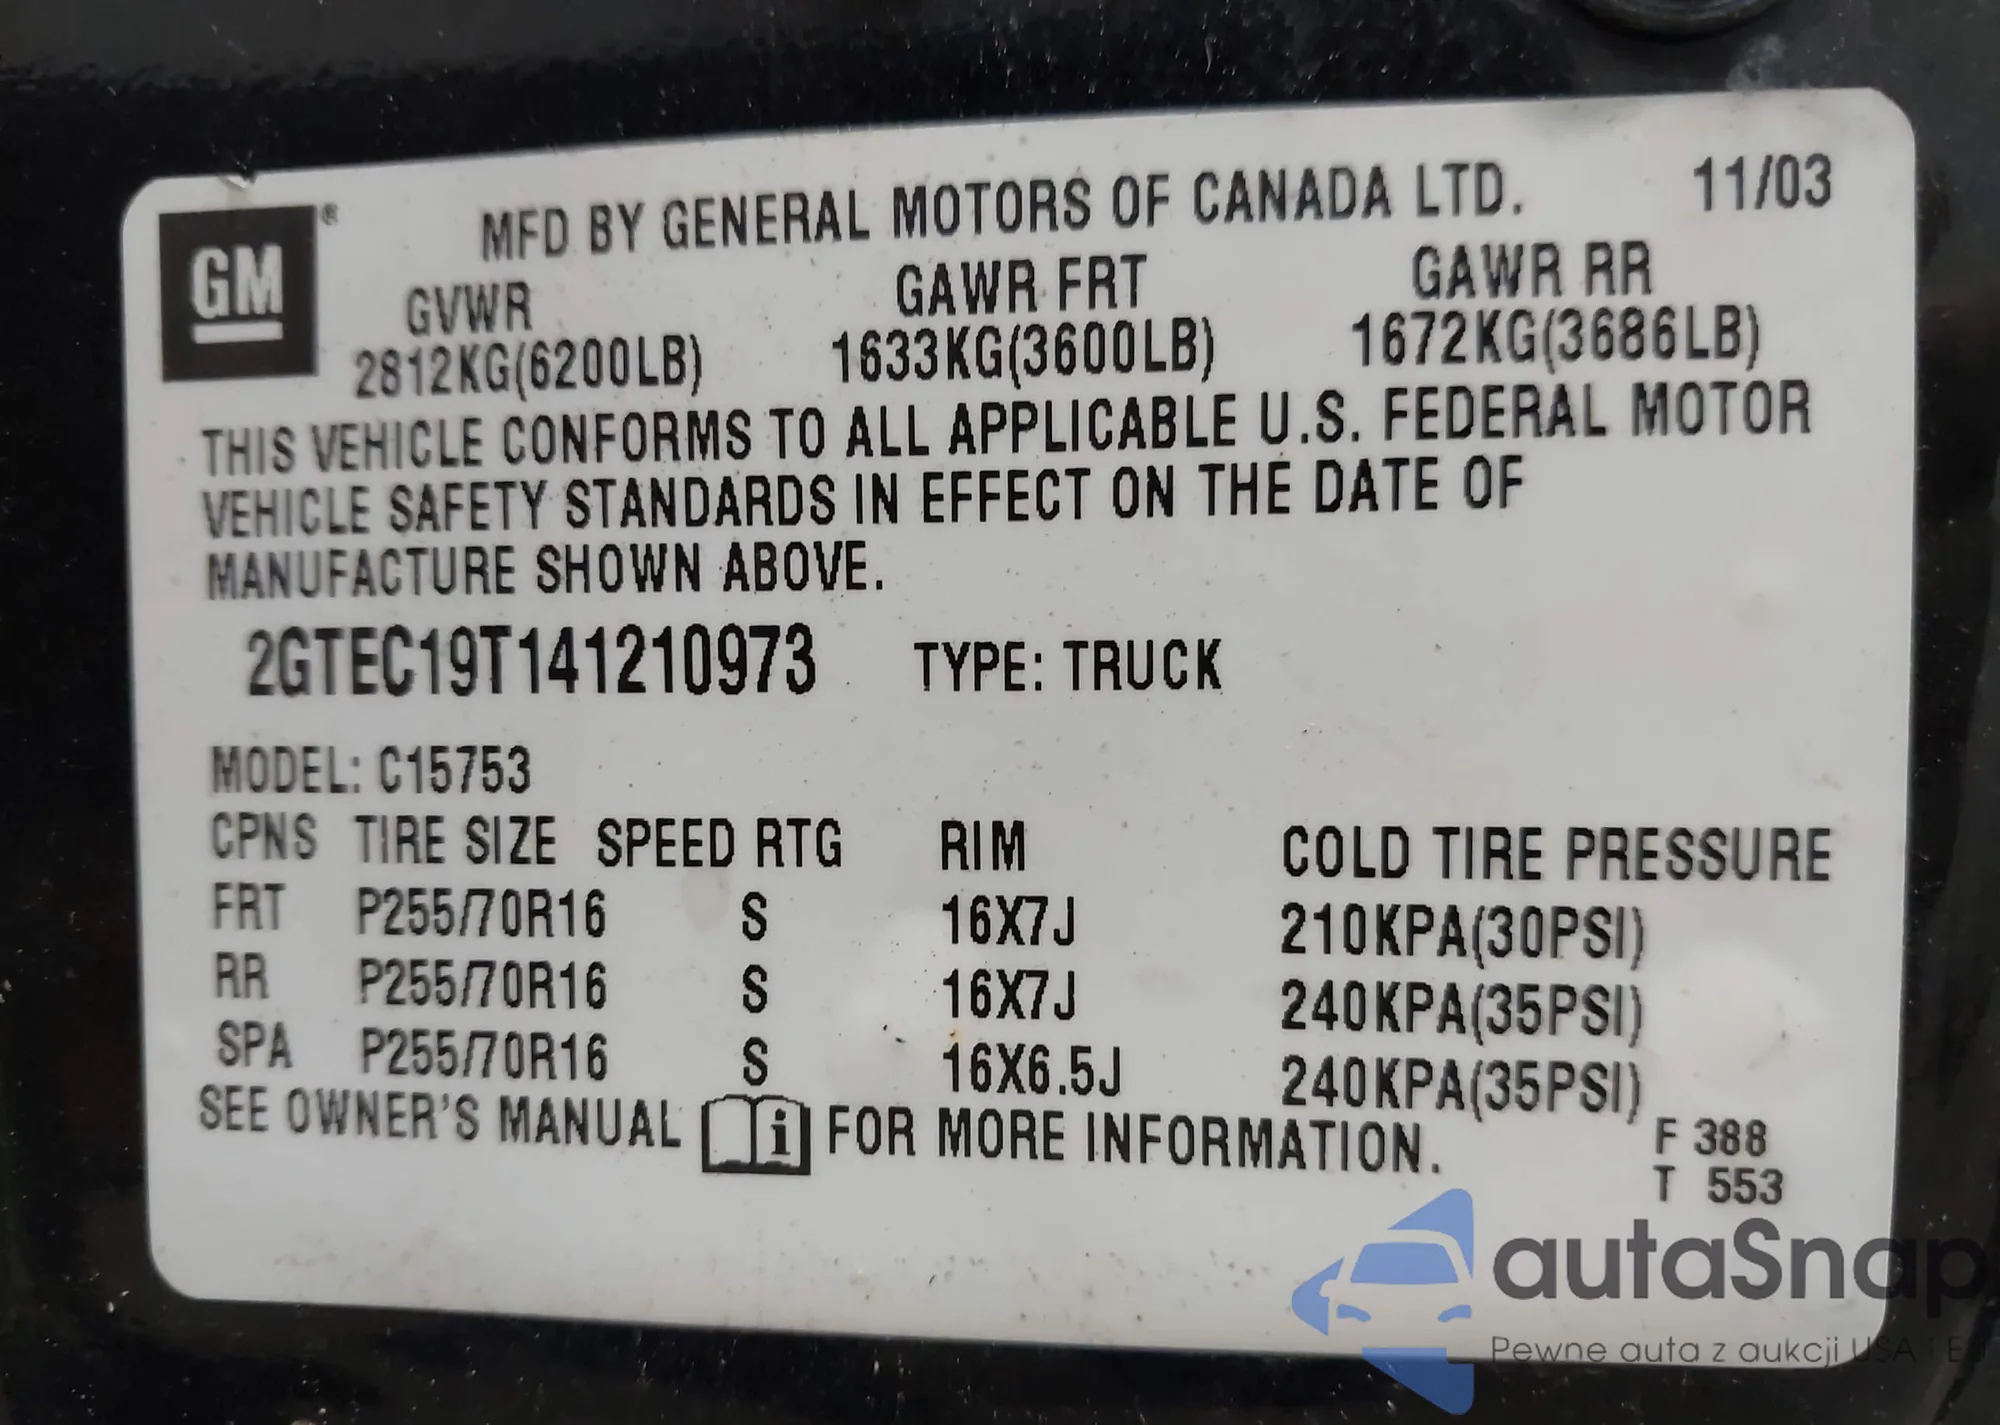 GM ®
MFD BY GENERAL MOTORS OF CANADA LTD. 11/03
GVWR GAWR FRT GAWR RR
2812KG(6200LB) 1633KG(3600LB) 1672KG(3686LB)
THIS VEHICLE CONFORMS TO ALL APPLICABLE U.S. FEDERAL MOTOR
VEHICLE SAFETY STANDARDS IN EFFECT ON THE DATE OF
MANUFACTURE SHOWN ABOVE.
2GTEC19T141210973 TYPE: TRUCK
MODEL: C15753
CPNS TIRE SIZE SPEED RTG RIM COLD TIRE PRESSURE
FRT P255/70R16 S 16X7J 210KPA(30PSI)
RR P255/70R16 S 16X7J 240KPA(35PSI)
SPA P255/70R16 S 16X6.5J 240KPA(35PSI)
SEE OWNER'S MANUAL i FOR MORE INFORMATION.
F 388
T 553
autaSnap
Pewne auta z aukcji USA i EU